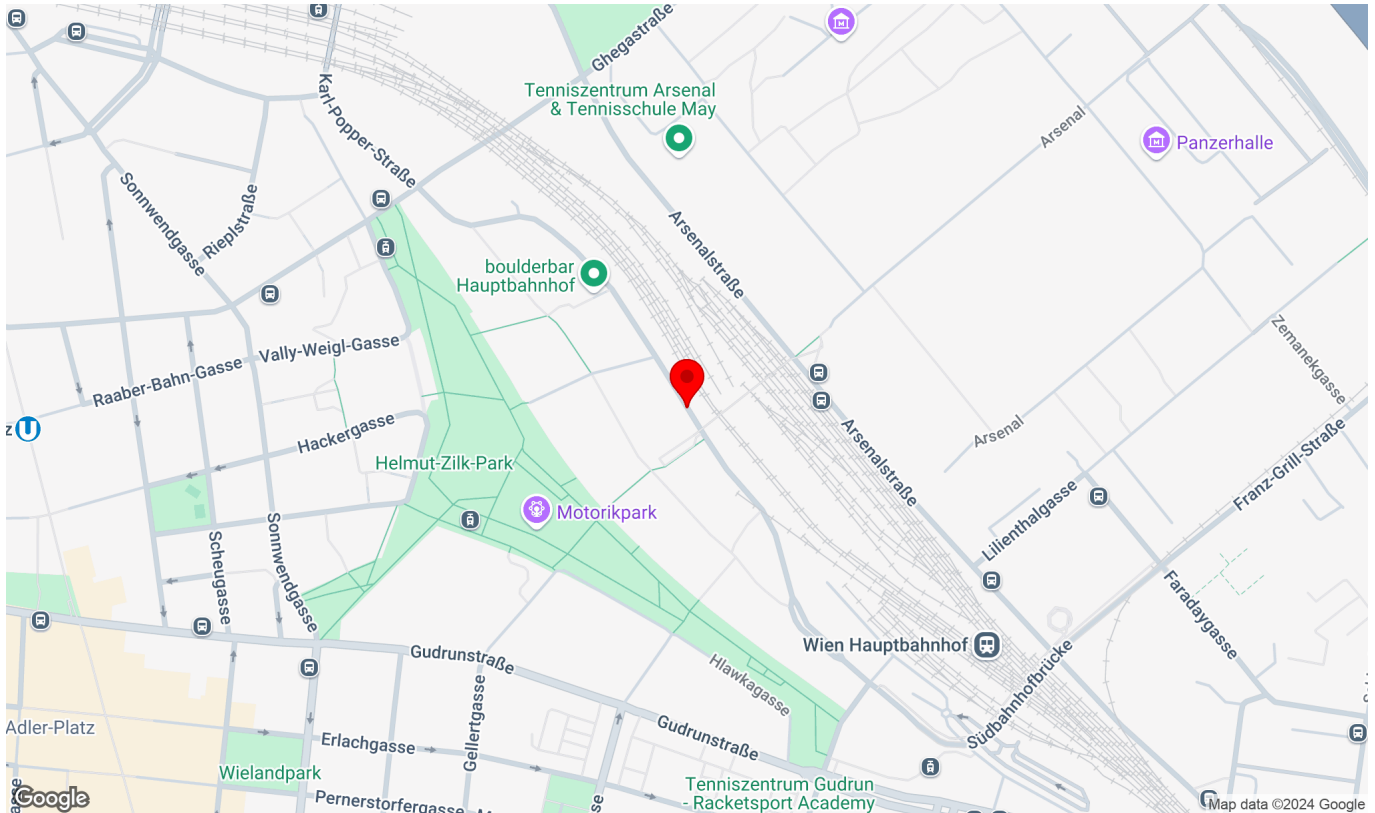 Ghegastraße
Karl-Popper-Straße
Tenniszentrum Arsenal
& Tennisschule May
Arsenal
Panzerhalle
Sonnwendgasse
Rieplstraße
Arsenalstraße
boulderbar
Hauptbahnhof
Zemanekgasse
Vally-Weigl-Gasse
Raaber-Bahn-Gasse
z
U
Hackergasse
Arsenal
Arsenalstraße
Franz-Grill-Straße
Helmut-Zilk-Park
Motorikpark
Lilienthalgasse
Scheugasse
Sonnwendgasse
Faradaygasse
Wien Hauptbahnhof
Gudrunstraße
Hlawkagasse
Südbahnhofbrücke
Gellertgasse
Adler-Platz
Erlachgasse
Gudrunstraße
Wielandpark
Tenniszentrum Gudrun
- Racketsport Academy
Pernerstorfergasse
Google
Map data ©2024 Google